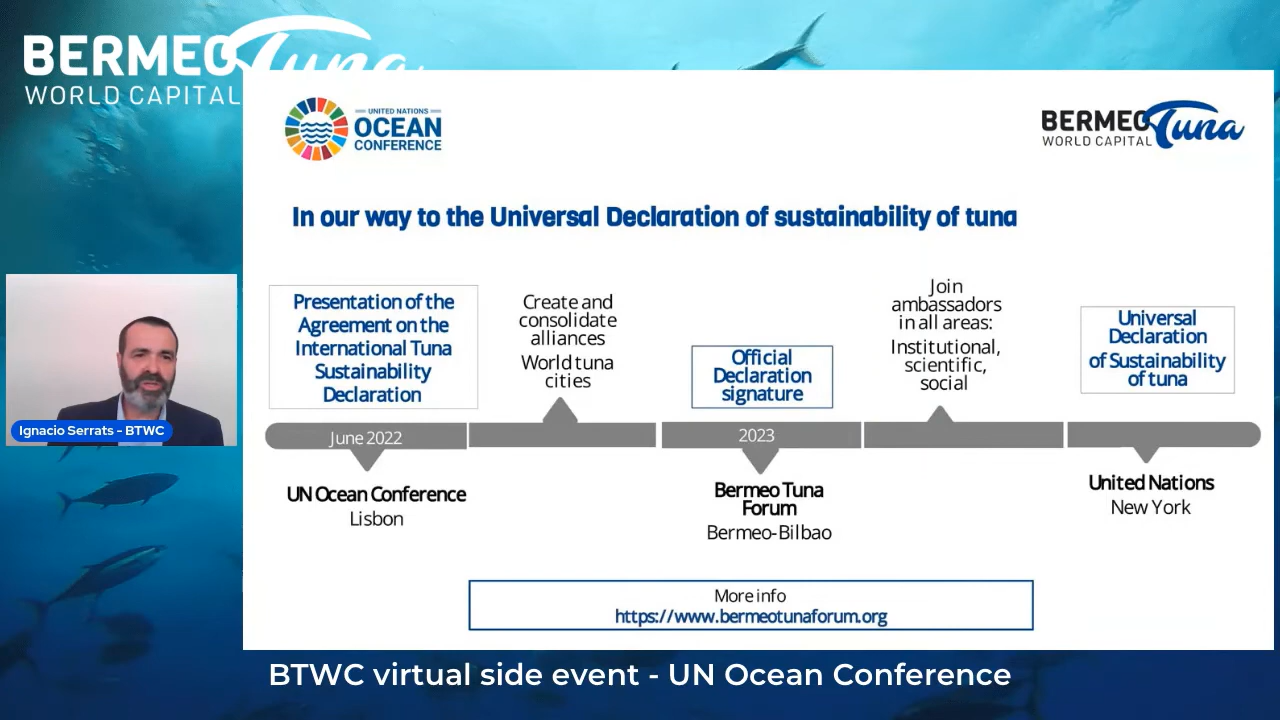 BERMEO Tuna
WORLD CAPITAL
UNITED NATIONS
OCEAN
CONFERENCE
BERMEO Tuna
WORLD CAPITAL
In our way to the Universal Declaration of sustainability of tuna
Presentation of the
Agreement on the
International Tuna
Sustainability
Declaration
Create and
consolidate
alliances
World tuna
cities
Official
Declaration
signature
Join
ambassadors
in all areas:
Institutional,
scientific,
social
Universal
Declaration
of Sustainability
of tuna
June 2022
2023
UN Ocean Conference
Lisbon
Bermeo Tuna
Forum
Bermeo-Bilbao
United Nations
New York
More info
https://www.bermeotunaforum.org
Ignacio Serrats - BTWC
BTWC virtual side event - UN Ocean Conference